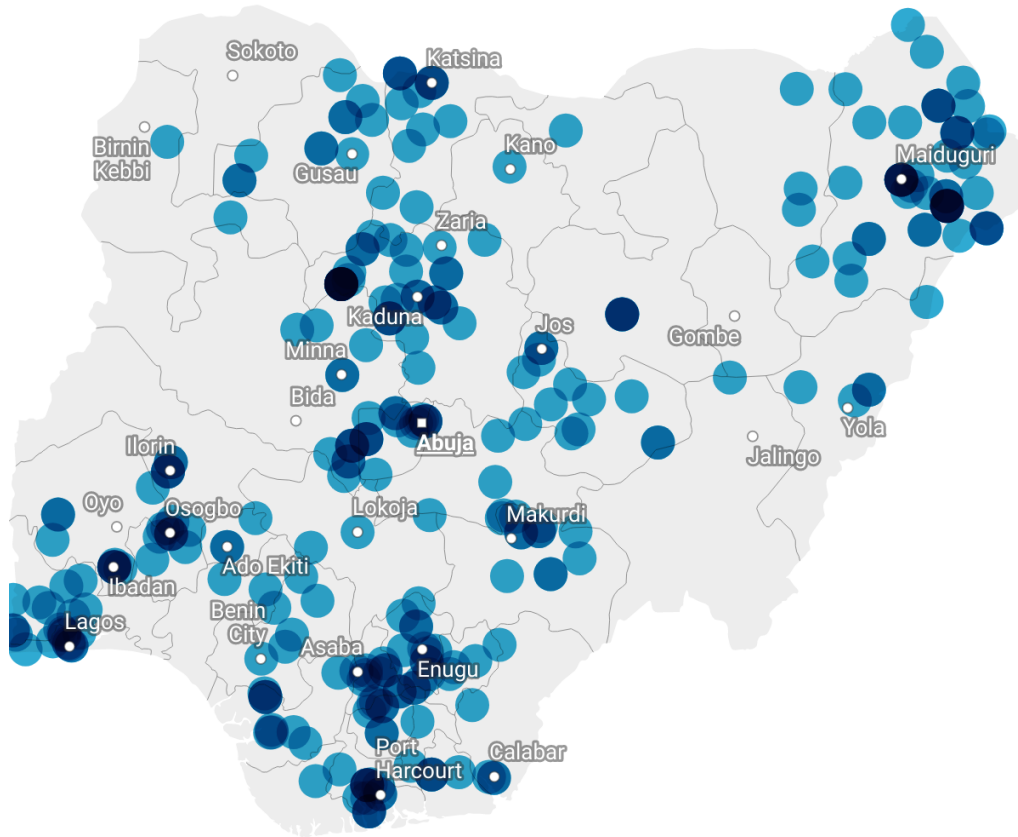 Sokoto
Katsina
Birnin
Kebbi
Gusau
Kano
Maiduguri
Zaria
Kaduna
Minna
Jos
Gombe
Bida
Abuja
Yola
Jalingo
Ilorin
Oyo
Osogbo
Lokoja
Makurdi
Ado Ekiti
Ibadan
Benin
City
Lagos
Asaba
Enugu
Port
Harcourt
Calabar